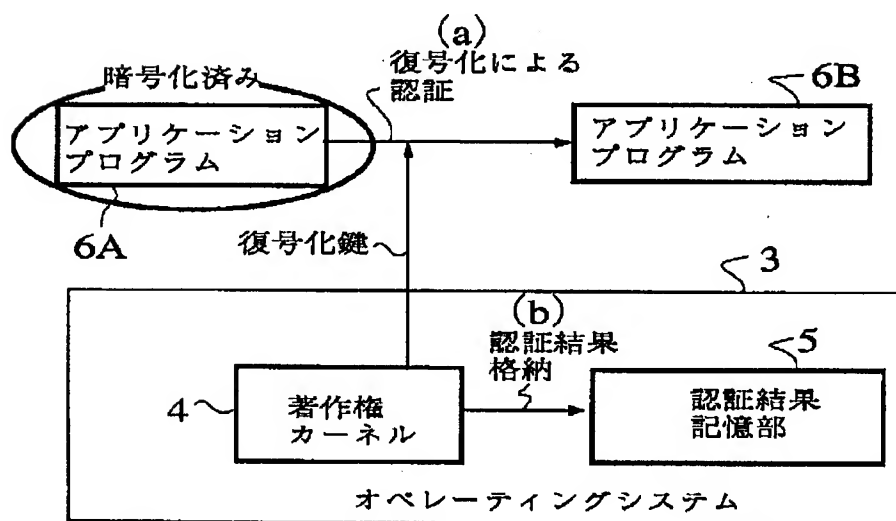 (a)
暗号化済み
復号化による
認証
6B
アプリケーション
プログラム
アプリケーション
プログラム
6A
復号化鍵
3
(b)
認証結果
格納
5
4
著作権
カーネル
認証結果
記憶部
オペレーティングシステム